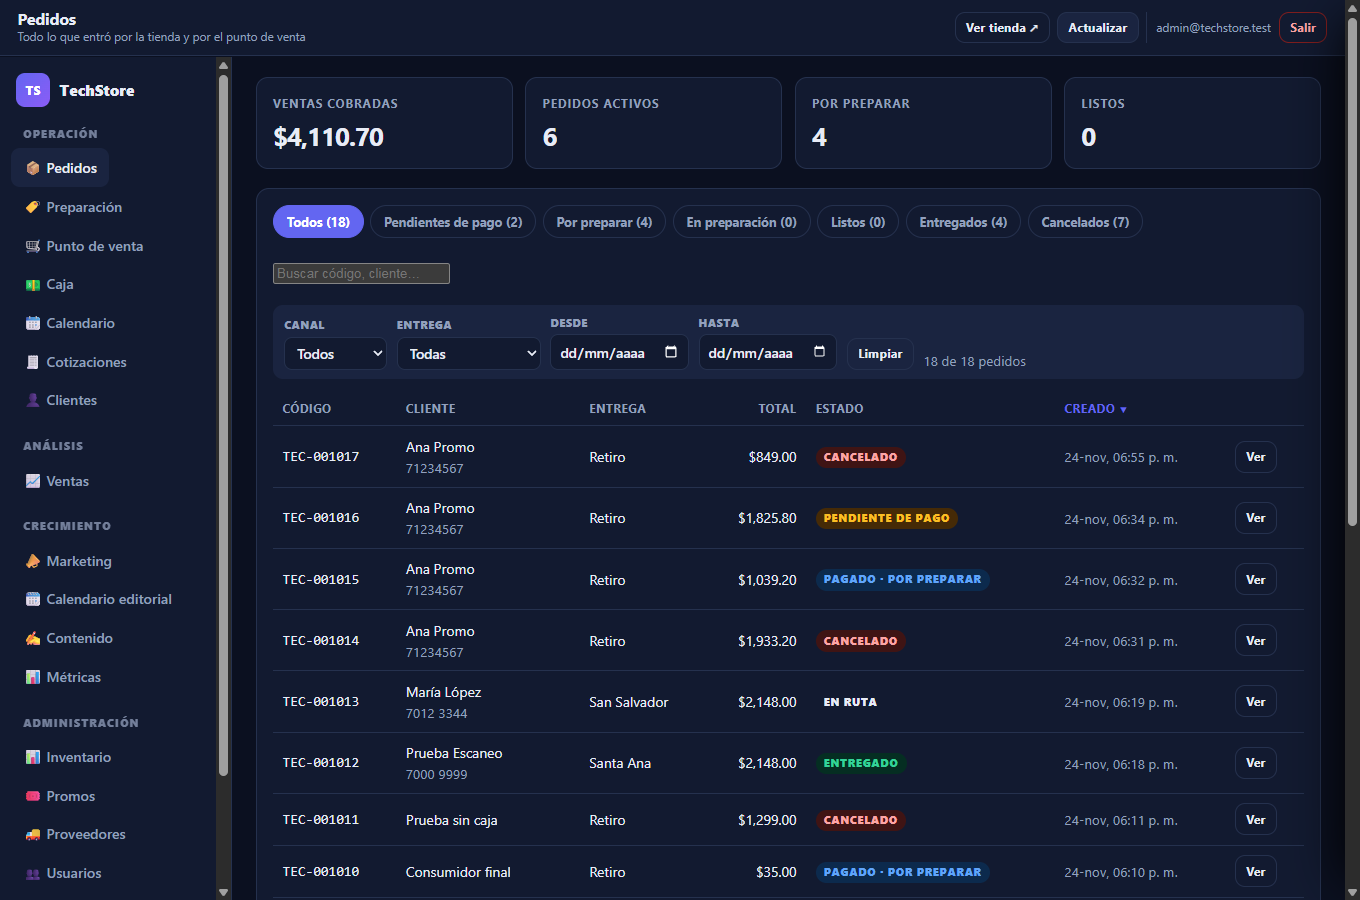 Pedidos
Todo lo que entró por la tienda y por el punto de venta
Ver tienda ↗
Actualizar
admin@techstore.test
Salir
TS
TechStore
OPERACIÓN
Pedidos
Preparación
Punto de venta
Caja
Calendario
Cotizaciones
Clientes
ANÁLISIS
Ventas
CRECIMIENTO
Marketing
Calendario editorial
Contenido
Métricas
ADMINISTRACIÓN
Inventario
Promos
Proveedores
Usuarios
VENTAS COBRADAS
$4,110.70
PEDIDOS ACTIVOS
6
POR PREPARAR
4
LISTOS
0
Todos (18)
Pendientes de pago (2)
Por preparar (4)
En preparación (0)
Listos (0)
Entregados (4)
Cancelados (7)
Buscar código, cliente...
CANAL
Todos
ENTREGA
Todas
DESDE
dd/mm/aaaa
HASTA
dd/mm/aaaa
Limpiar
18 de 18 pedidos
CÓDIGO CLIENTE ENTREGA TOTAL ESTADO CREADO ▼
TEC-001017 Ana Promo Retiro $849.00 CANCELADO 24-nov, 06:55 p. m. Ver
71234567
TEC-001016 Ana Promo Retiro $1,825.80 PENDIENTE DE PAGO 24-nov, 06:34 p. m. Ver
71234567
TEC-001015 Ana Promo Retiro $1,039.20 PAGADO · POR PREPARAR 24-nov, 06:32 p. m. Ver
71234567
TEC-001014 Ana Promo Retiro $1,933.20 CANCELADO 24-nov, 06:31 p. m. Ver
71234567
TEC-001013 María López San Salvador $2,148.00 EN RUTA 24-nov, 06:19 p. m. Ver
7012 3344
TEC-001012 Prueba Escaneo Santa Ana $2,148.00 ENTREGADO 24-nov, 06:18 p. m. Ver
7000 9999
TEC-001011 Prueba sin caja Retiro $1,299.00 CANCELADO 24-nov, 06:11 p. m. Ver
TEC-001010 Consumidor final Retiro $35.00 PAGADO · POR PREPARAR 24-nov, 06:10 p. m. Ver